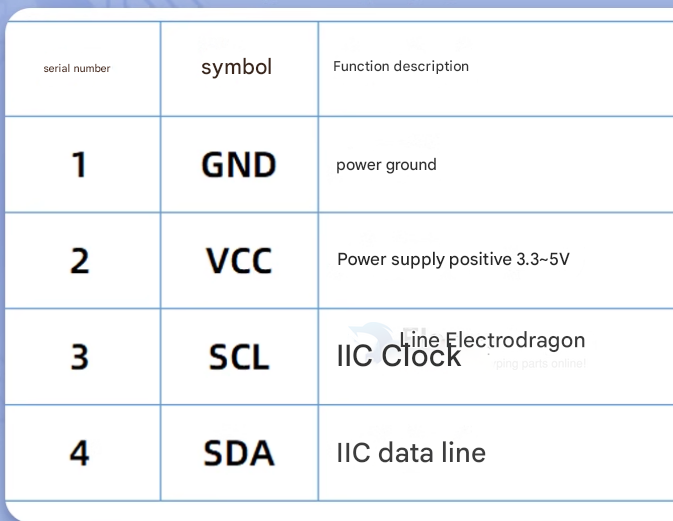 serial number symbol Function description
1 GND power ground
2 VCC Power supply positive 3.3~5V
Line Electrodragon
3 SCL IIC Clock
ping parts online!
4 SDA IIC data line